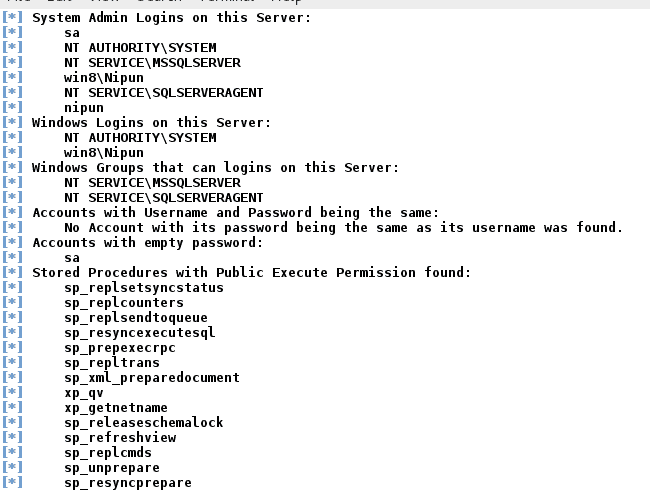 [*] System Admin Logins on this Server:
[*] sa
[*] NT AUTHORITY\SYSTEM
[*] NT SERVICE\MSSQLSERVER
[*] win8\Nipun
[*] NT SERVICE\SQLSERVERAGENT
[*] nipun
[*] Windows Logins on this Server:
[*] NT AUTHORITY\SYSTEM
[*] win8\Nipun
[*] Windows Groups that can logins on this Server:
[*] NT SERVICE\MSSQLSERVER
[*] NT SERVICE\SQLSERVERAGENT
[*] Accounts with Username and Password being the same:
[*] No Account with its password being the same as its username was found.
[*] Accounts with empty password:
[*] sa
[*] Stored Procedures with Public Execute Permission found:
[*] sp_replsetsyncstatus
[*] sp_replcounters
[*] sp_replsendtoqueue
[*] sp_resyncexecutesql
[*] sp_prepexecrpc
[*] sp_repltrans
[*] sp_xml_preparedocument
[*] xp_qv
[*] xp_getnetname
[*] sp_releaseschemalock
[*] sp_refreshview
[*] sp_replcmds
[*] sp_unprepare
[*] sp_resyncprepare